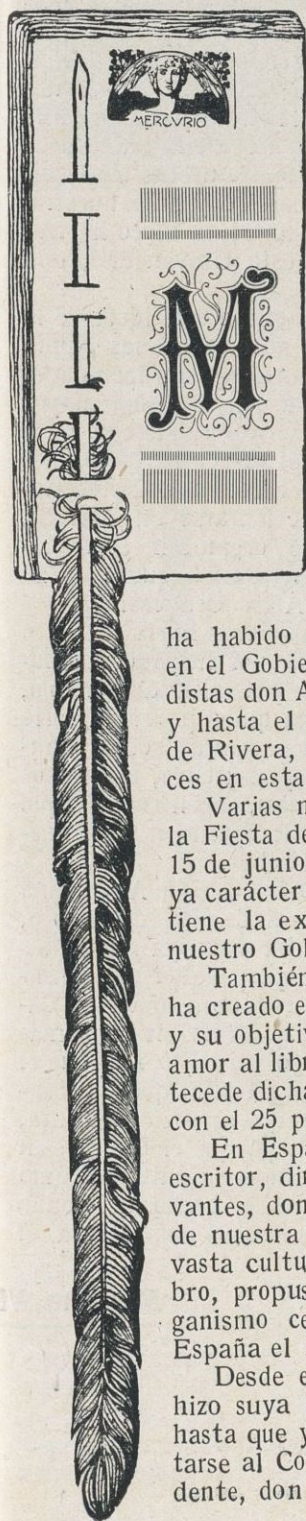 MERCVRIO
M
ha habido
en el Gobie
distas don A
y hasta el
de Rivera,
ces en esta
Varias n
la Fiesta de
15 de junio
ya carácter
tiene la ex
nuestro Gol
También
ha creado e
y su objetiv
amor al libr
tecede dicha
con el 25 p
En Espa
escritor, dir
vantes, don
de nuestra
vasta cultu
bro, propus
ganismo ce
España el
Desde e
hizo suya
hasta que y
tarse al Co
dente, don